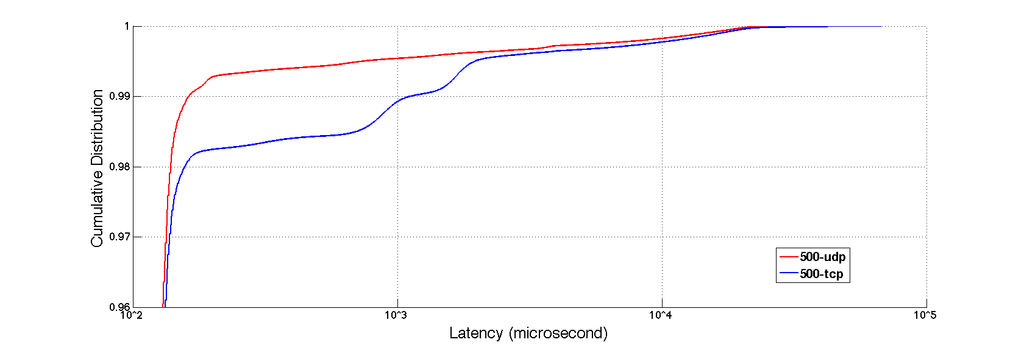 1
0.99
0.98
0.97
0.96
Cumulative Distribution
500-udp
500-tcp
10^2
10^3
10^4
10^5
Latency (microsecond)